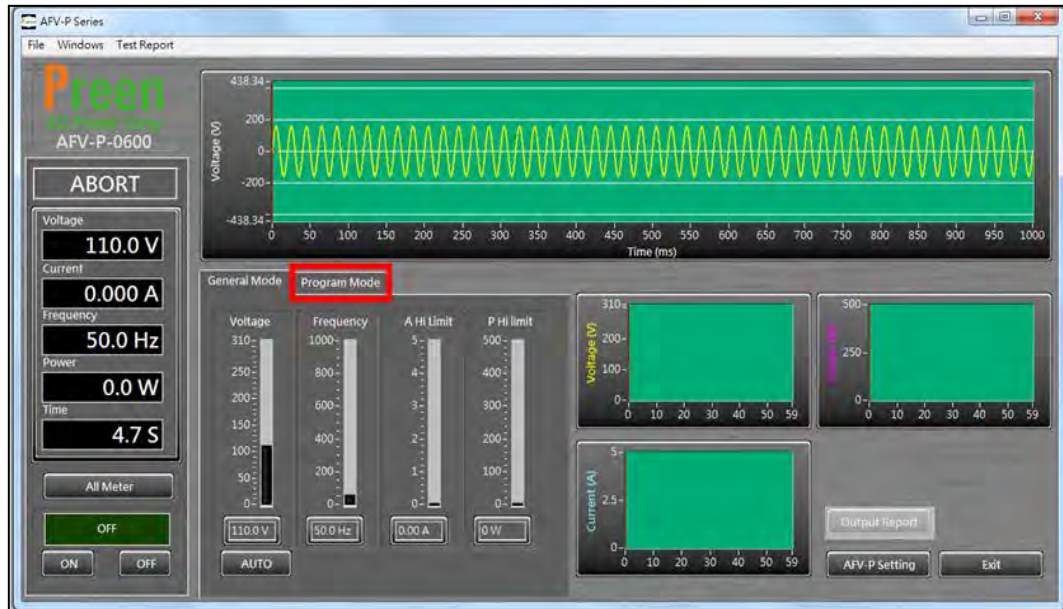 AFV-P Series
File Windows Test Report
Preen
AFV-P-0600
ABORT
Voltage
110.0 V
Current
0.000 A
Frequency
50.0 Hz
Power
0.0 W
Time
4.7 S
All Meter
OFF
ON OFF
438.34
200
0
-200
-438.34
Voltage (V)
0 50 100 150 200 250 300 350 400 450 500 550 600 650 700 750 800 850 900 950 1000
Time (ms)
General Mode Program Mode
Voltage Frequency A Hi Limit P Hi limit
310 1000 5 500
250 800 4 400
200 600 3 300
150 400 2 200
100 200 1 100
50 0 0 0
0
110.0 V 50.0 Hz 0.00 A 0 W
AUTO
310
200
100
0
Voltage (V)
0 10 20 30 40 50 59
500
250
0
0 10 20 30 40 50 59
5
2.5
0
Current (A)
0 10 20 30 40 50 59
Output Report
AFV-P Setting Exit